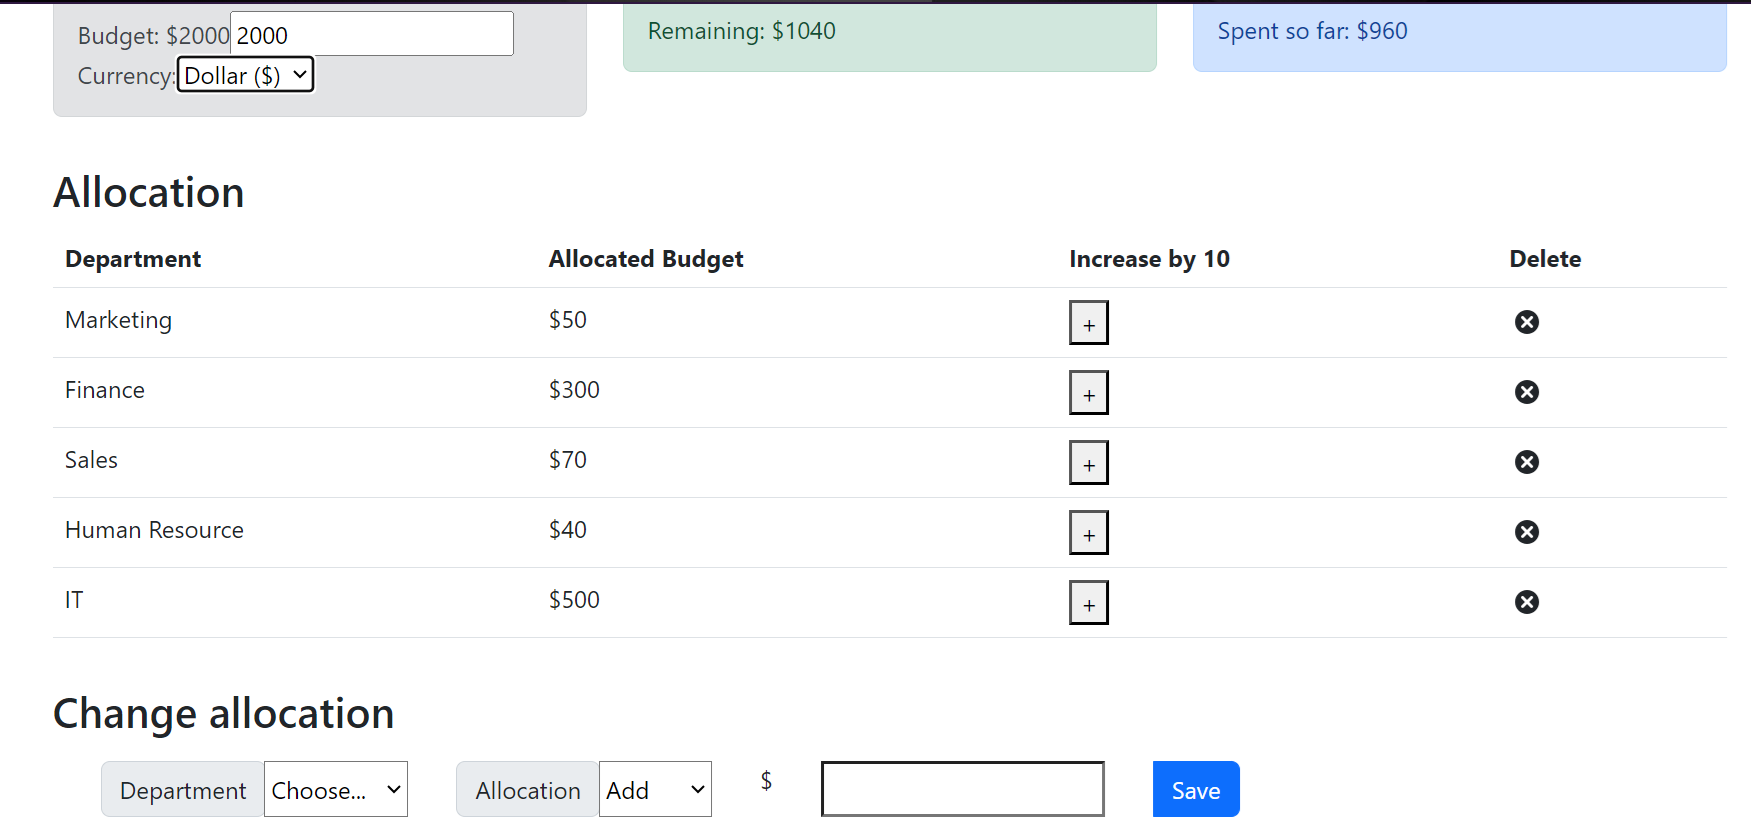 Budget: $2000 2000
Remaining: $1040
Spent so far: $960
Currency: Dollar ($)
Allocation
Department Allocated Budget Increase by 10 Delete
Marketing $50 +
Finance $300 +
Sales $70 +
Human Resource $40 +
IT $500 +
Change allocation
Department Choose... Allocation Add $ Save